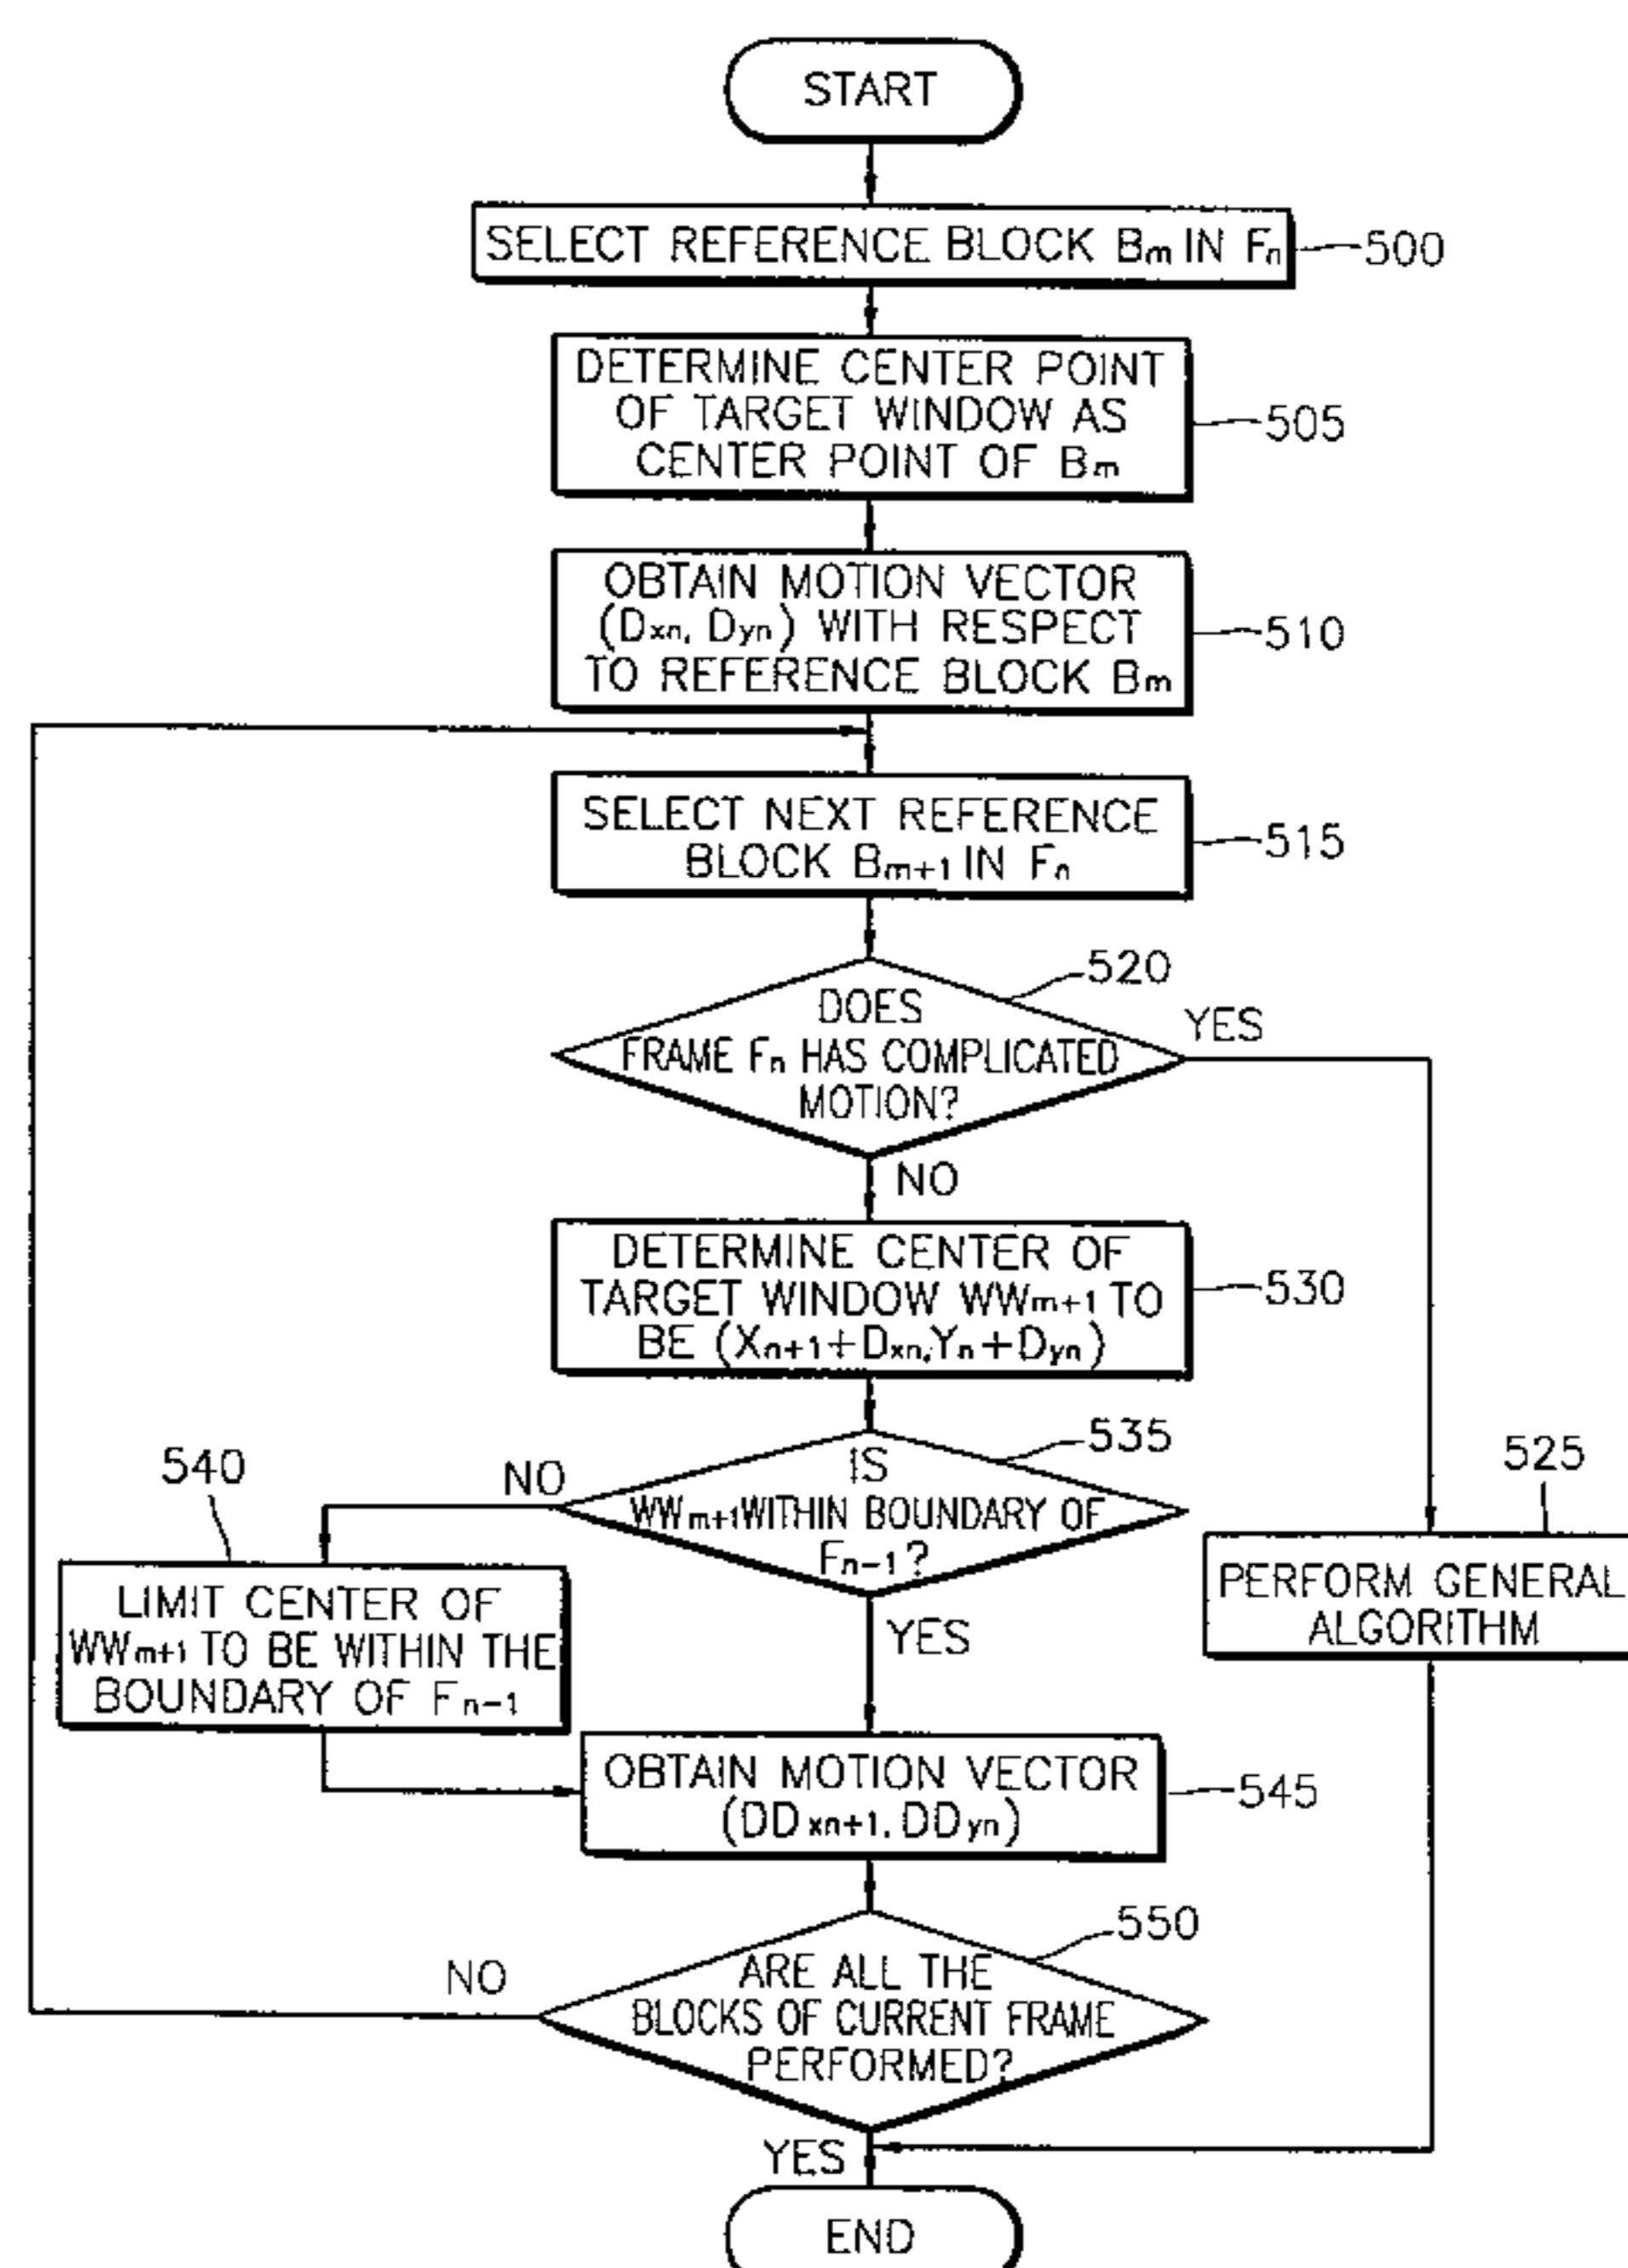 START
SELECT REFERENCE BLOCK Bm IN Fn
500
DETERMINE CENTER POINT
OF TARGET WINDOW AS
CENTER POINT OF Bm
505
OBTAIN MOTION VECTOR
(Dxn, Dyn) WITH RESPECT
TO REFERENCE BLOCK Bm
510
SELECT NEXT REFERENCE
BLOCK Bm+1 IN Fn
515
520
DOES
FRAME Fn HAS COMPLICATED
MOTION?
YES
NO
DETERMINE CENTER OF
TARGET WINDOW WWm+1 TO
BE (Xn+1+Dxn,Yn+Dyn)
530
535
IS
WWm+1 WITHIN BOUNDARY OF
Fn-1?
NO
YES
540
LIMIT CENTER OF
WWm+1 TO BE WITHIN THE
BOUNDARY OF Fn-1
525
PERFORM GENERAL
ALGORITHM
OBTAIN MOTION VECTOR
(DDxn+1, DDyn)
545
550
ARE ALL THE
BLOCKS OF CURRENT FRAME
PERFORMED?
NO
YES
END